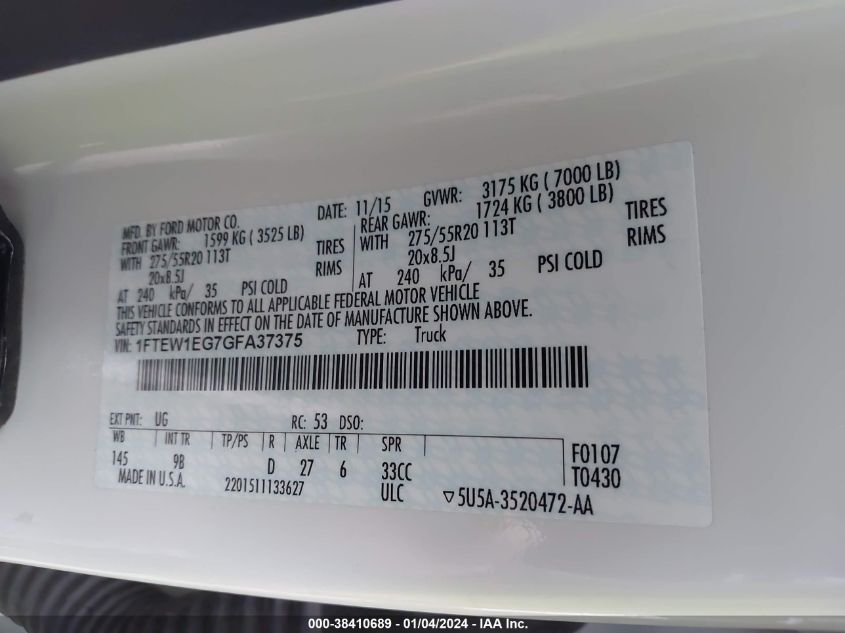 MFD. BY FORD MOTOR CO.
DATE: 11/15 GVWR: 3175 KG ( 7000 LB)
FRONT GAWR: 1599 KG ( 3525 LB) REAR GAWR: 1724 KG ( 3800 LB)
WITH 275/55R20 113T TIRES WITH 275/55R20 113T TIRES
20x8.5J RIMS 20x8.5J RIMS
AT 240 kPa/ 35 PSI COLD AT 240 kPa/ 35 PSI COLD
THIS VEHICLE CONFORMS TO ALL APPLICABLE FEDERAL MOTOR VEHICLE
SAFETY STANDARDS IN EFFECT ON THE DATE OF MANUFACTURE SHOWN ABOVE.
VIN: 1FTEW1EG7GFA37375 TYPE: Truck
EXT PNT: UG RC: 53 DSO:
WB INT TR TP/PS R AXLE TR SPR
145 9B D 27 6 33CC F0107
MADE IN U.S.A. 2201511133627 ULC T0430
▽5U5A-3520472-AA
000-38410689 - 01/04/2024 - IAA Inc.